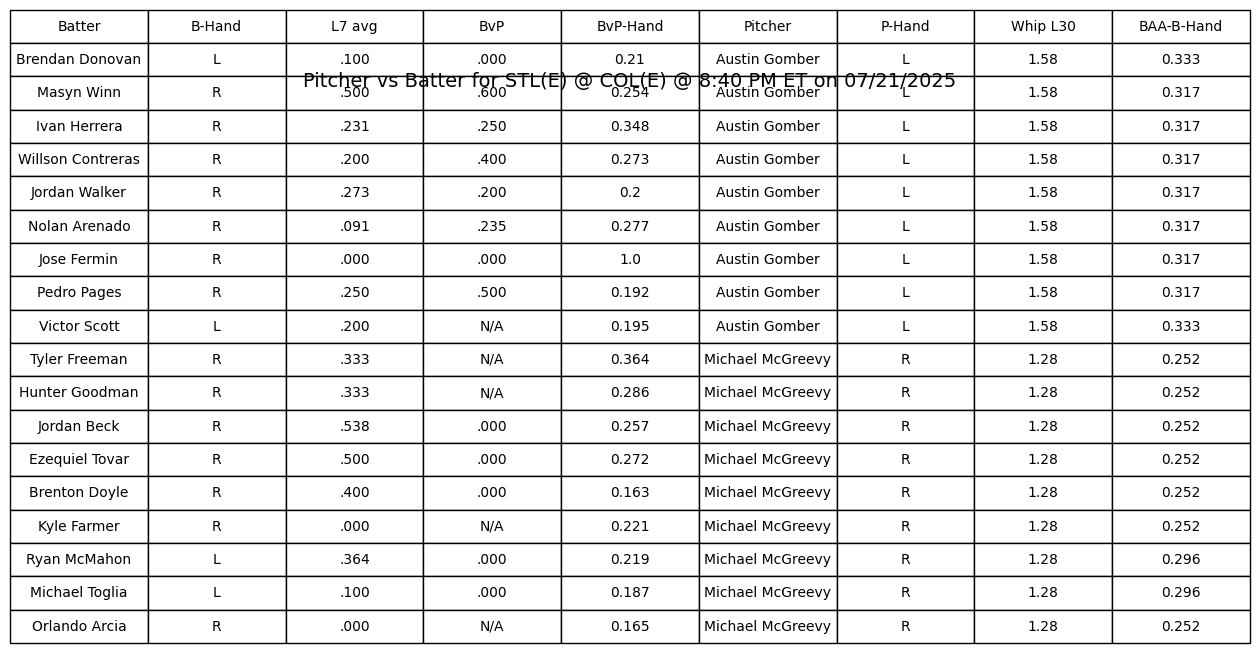 Batter B-Hand L7 avg BvP BvP-Hand Pitcher P-Hand Whip L30 BAA-B-Hand
Brendan Donovan L .100 .000 0.21 Austin Gomber L 1.58 0.333
Pitcher vs Batter for STL(E) @ COL(E) @ 8:40 PM ET on 07/21/2025
Masyn Winn R .500 .600 0.254 Austin Gomber L 1.58 0.317
Ivan Herrera R .231 .250 0.348 Austin Gomber L 1.58 0.317
Willson Contreras R .200 .400 0.273 Austin Gomber L 1.58 0.317
Jordan Walker R .273 .200 0.2 Austin Gomber L 1.58 0.317
Nolan Arenado R .091 .235 0.277 Austin Gomber L 1.58 0.317
Jose Fermin R .000 .000 1.0 Austin Gomber L 1.58 0.317
Pedro Pages R .250 .500 0.192 Austin Gomber L 1.58 0.317
Victor Scott L .200 N/A 0.195 Austin Gomber L 1.58 0.333
Tyler Freeman R .333 N/A 0.364 Michael McGreevy R 1.28 0.252
Hunter Goodman R .333 N/A 0.286 Michael McGreevy R 1.28 0.252
Jordan Beck R .538 .000 0.257 Michael McGreevy R 1.28 0.252
Ezequiel Tovar R .500 .000 0.272 Michael McGreevy R 1.28 0.252
Brenton Doyle R .400 .000 0.163 Michael McGreevy R 1.28 0.252
Kyle Farmer R .000 N/A 0.221 Michael McGreevy R 1.28 0.252
Ryan McMahon L .364 .000 0.219 Michael McGreevy R 1.28 0.296
Michael Toglia L .100 .000 0.187 Michael McGreevy R 1.28 0.296
Orlando Arcia R .000 N/A 0.165 Michael McGreevy R 1.28 0.252